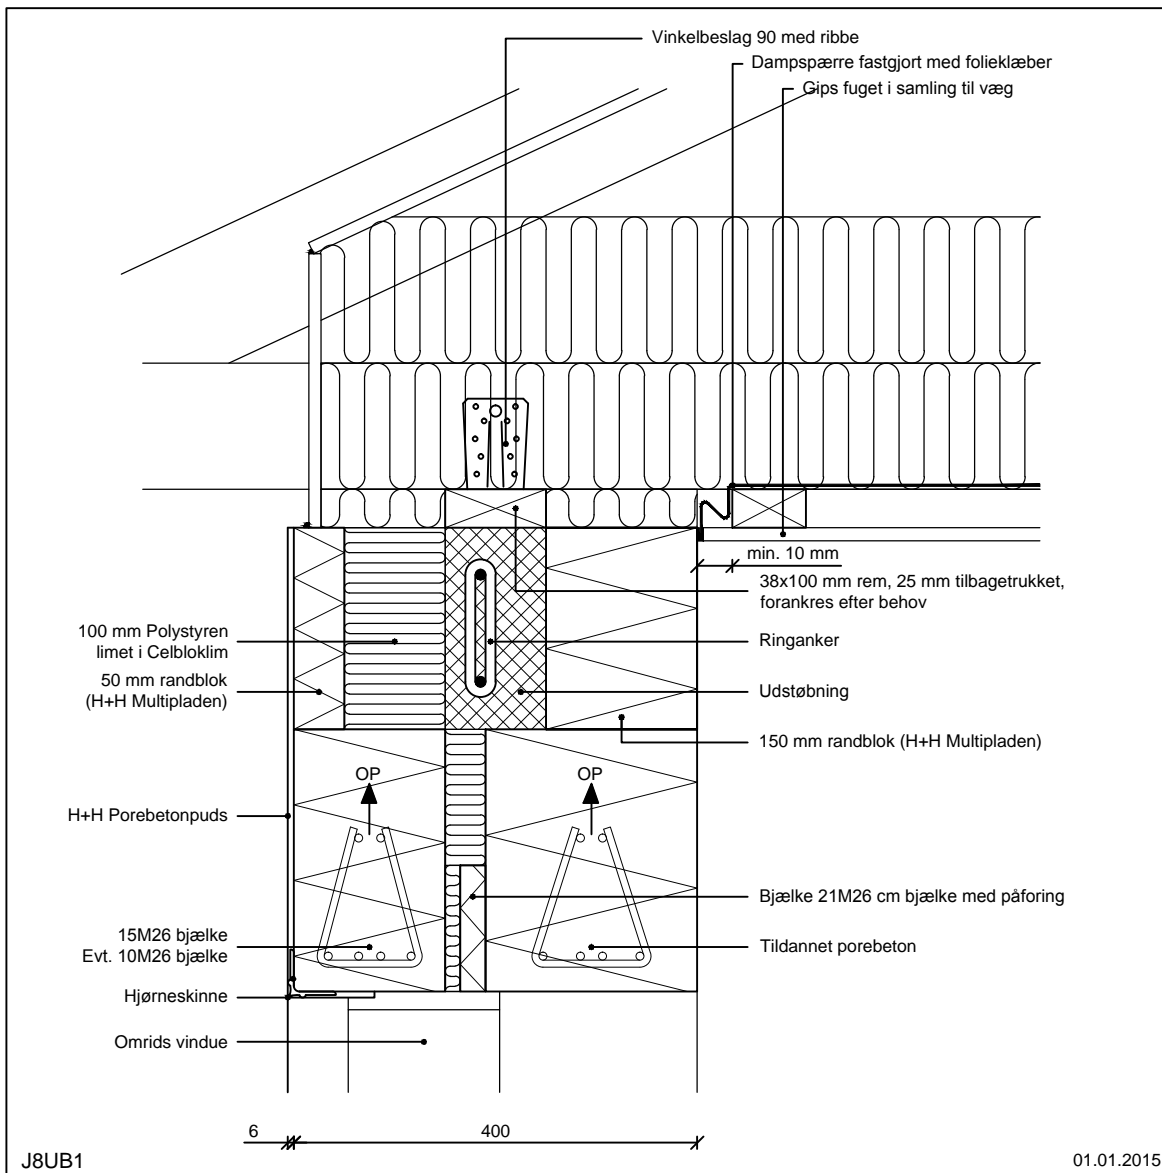 Vinkelbeslag 90 med ribbe
Dampspærre fastgjort med folieklæber
Gips fuget i samling til væg
min. 10 mm
38x100 mm rem, 25 mm tilbagetrukket,
forankres efter behov
100 mm Polystyren
limet i Celbloklim
Ringanker
50 mm randblok
(H+H Multipladen)
Udstøbning
150 mm randblok (H+H Multipladen)
OP
OP
H+H Porebetonpuds
Bjælke 21M26 cm bjælke med påforing
15M26 bjælke
Evt. 10M26 bjælke
Tildannet porebeton
Hjørneskinne
Omrids vindue
6
400
J8UB1
01.01.2015